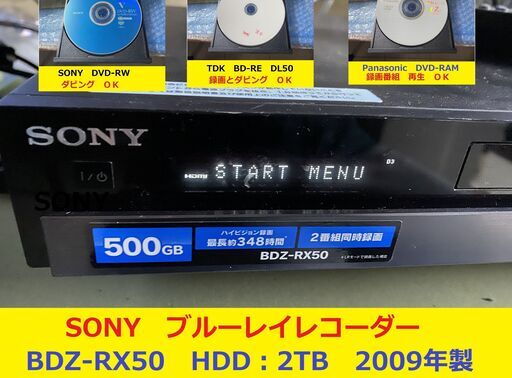 SONY DVD-RW
ダビング OK
TDK BD-RE DL50
録画とダビング OK
Panasonic DVD-RAM
録画番組 再生 OK
SONY
I/⏻
SONY
HDMI START MENU D3
500GB
ハイビジョン録画
最長約348時間*
2番組同時録画
BDZ-RX50
SONY ブルーレイレコーダー
BDZ-RX50 HDD:2TB 2009年製